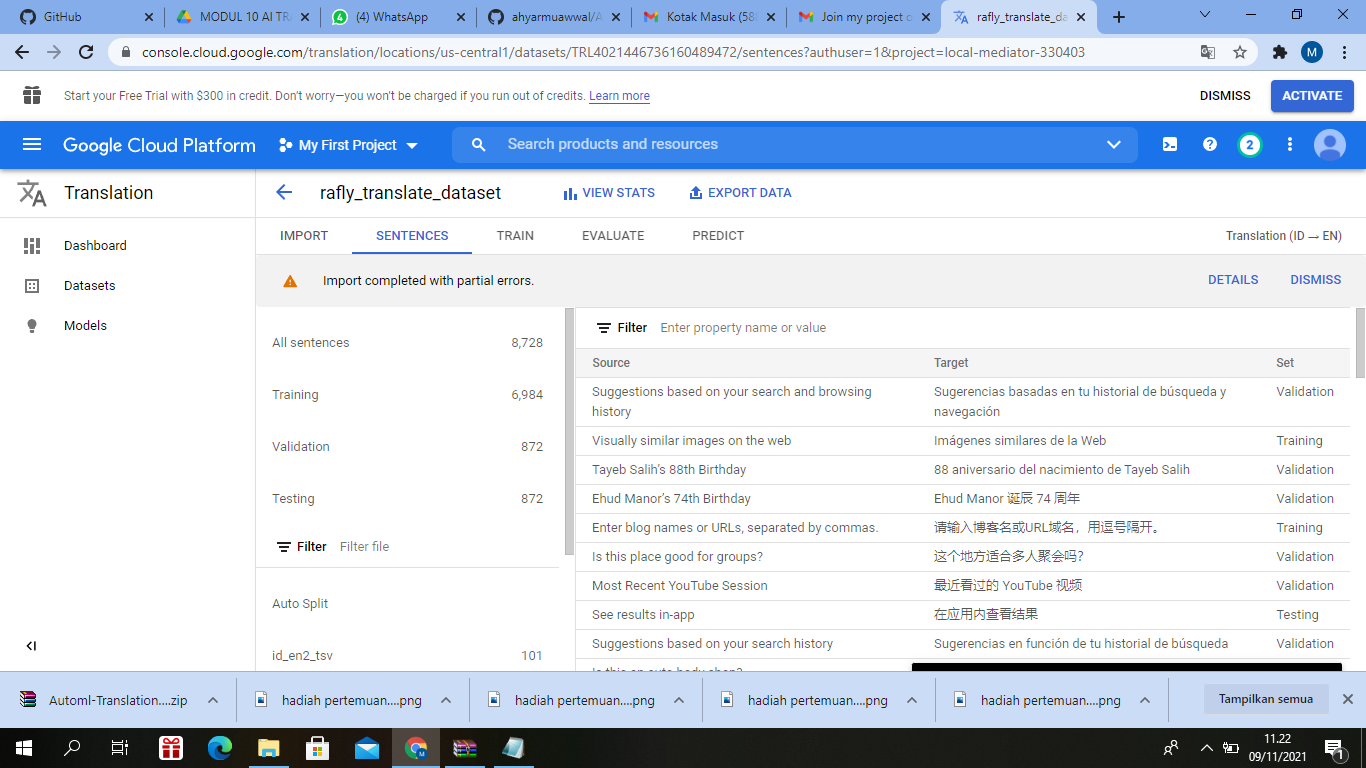 GitHub
MODUL 10 AI TRA
(4) WhatsApp
ahyarmuawwal/A
Kotak Masuk (588
Join my project o
rafly_translate_da
console.cloud.google.com/translation/locations/us-central1/datasets/TRL4021446736160489472/sentences?authuser=1&project=local-mediator-330403
M
Start your Free Trial with $300 in credit. Don't worry—you won't be charged if you run out of credits. Learn more
DISMISS
ACTIVATE
Google Cloud Platform
My First Project
Search products and resources
2
Translation
rafly_translate_dataset
VIEW STATS
EXPORT DATA
Dashboard
Datasets
Models
IMPORT
SENTENCES
TRAIN
EVALUATE
PREDICT
Translation (ID → EN)
Import completed with partial errors.
DETAILS
DISMISS
All sentences 8,728
Training 6,984
Validation 872
Testing 872
Filter Filter file
Auto Split
id_en2_tsv 101
Filter Enter property name or value
Source Target Set
Suggestions based on your search and browsing history Sugerencias basadas en tu historial de búsqueda y navegación Validation
Visually similar images on the web Imágenes similares de la Web Training
Tayeb Salih's 88th Birthday 88 aniversario del nacimiento de Tayeb Salih Validation
Ehud Manor's 74th Birthday Ehud Manor 诞辰 74 周年 Validation
Enter blog names or URLs, separated by commas. 请输入博客名或URL域名，用逗号隔开。 Training
Is this place good for groups? 这个地方适合多人聚会吗? Validation
Most Recent YouTube Session 最近看过的 YouTube 视频 Validation
See results in-app 在应用内查看结果 Testing
Suggestions based on your search history Sugerencias en función de tu historial de búsqueda Validation
Is this an auto body shop?
Automl-Translation....zip
hadiah pertemuan....png
hadiah pertemuan....png
hadiah pertemuan....png
hadiah pertemuan....png
Tampilkan semua
11.22
09/11/2021
1